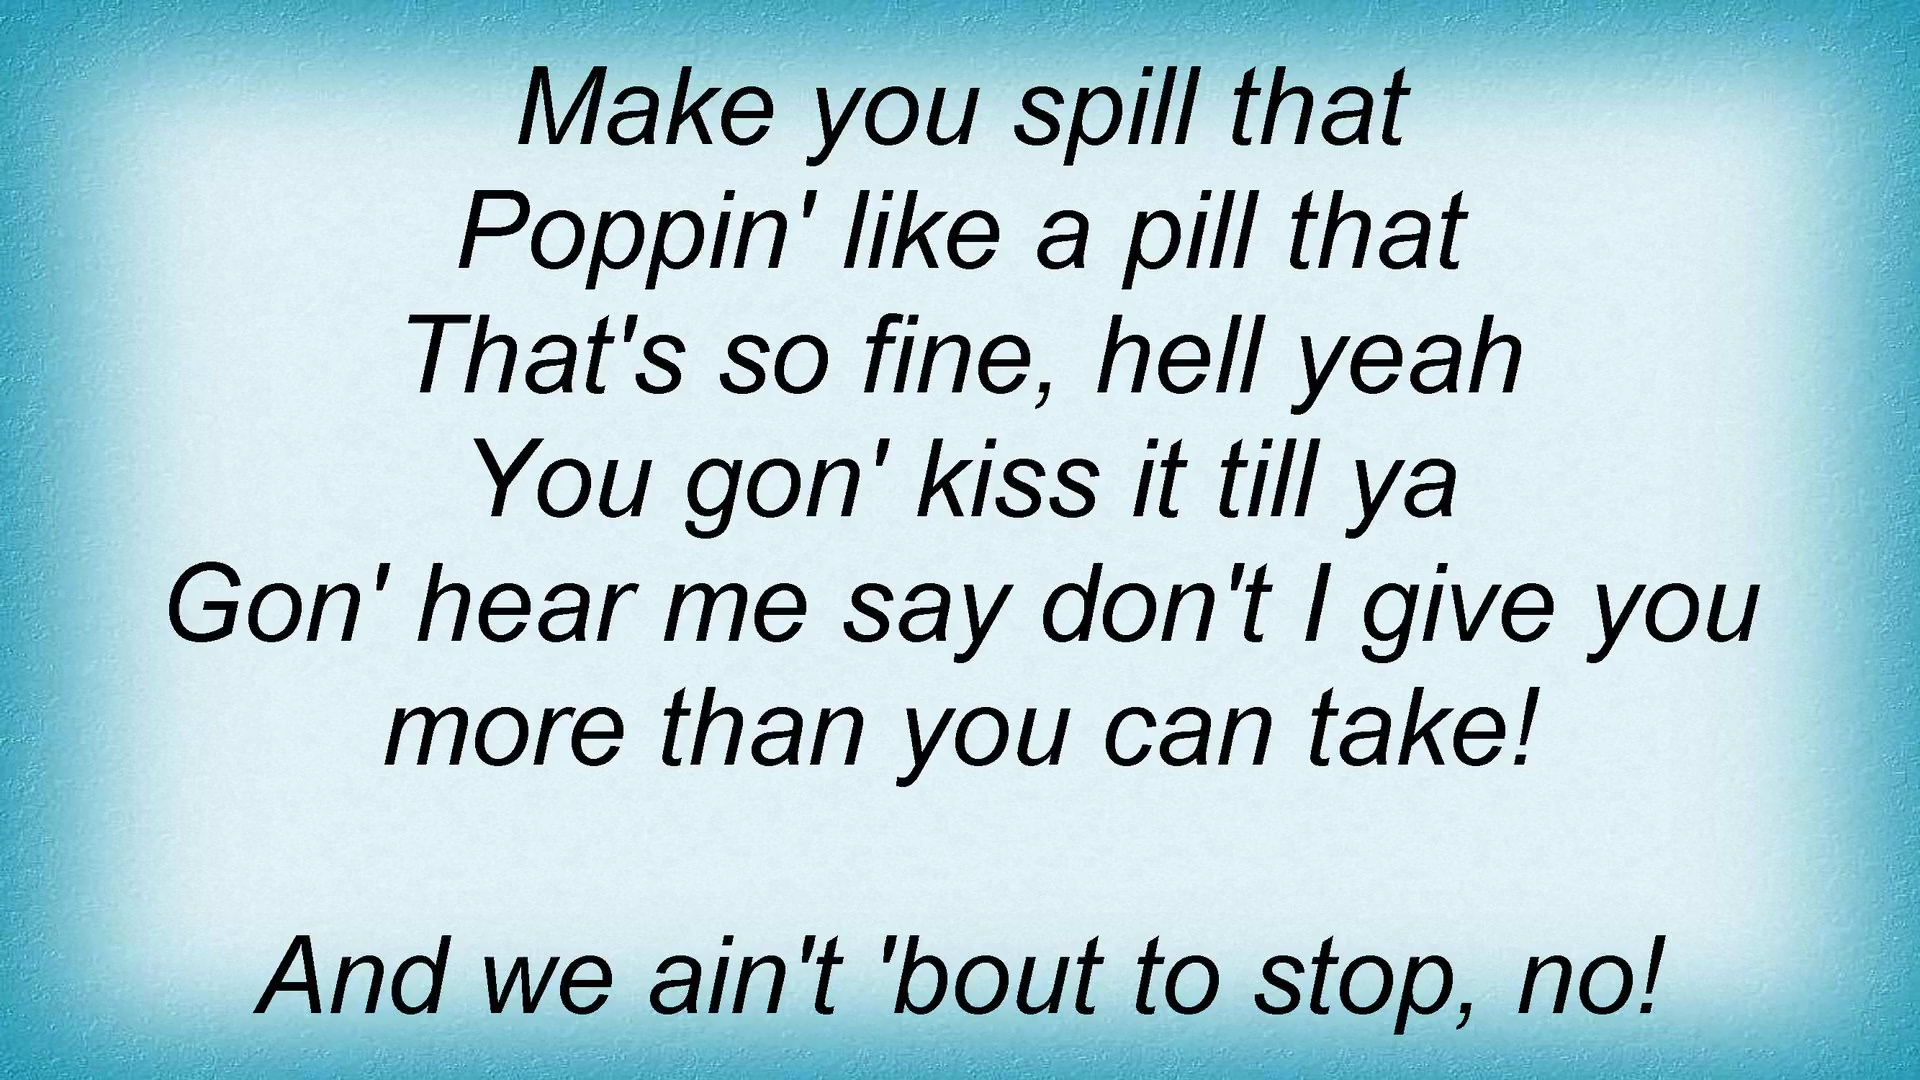 Make you spill that
Poppin' like a pill that
That's so fine, hell yeah
You gon' kiss it till ya
Gon' hear me say don't I give you
more than you can take!
And we ain't 'bout to stop, no!